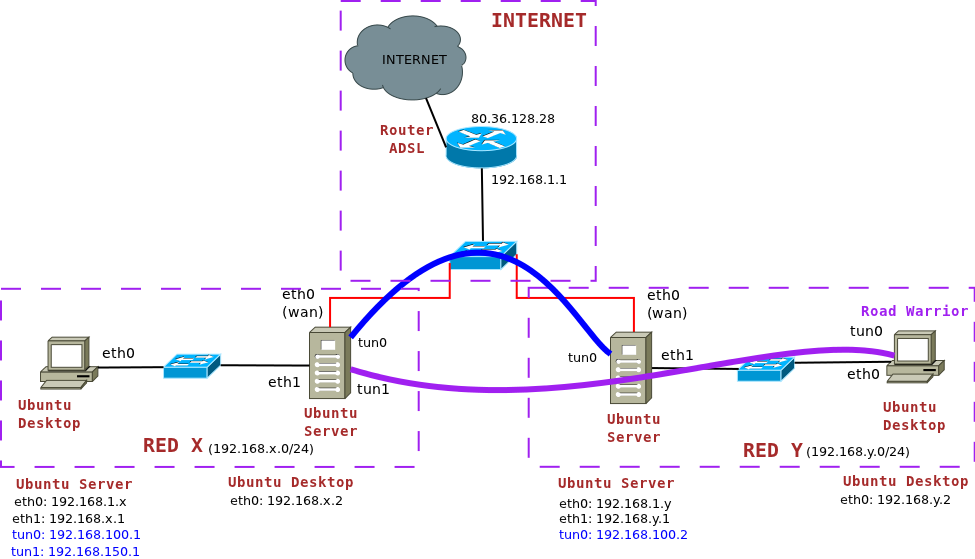 INTERNET
INTERNET
80.36.128.28
Router
ADSL
192.168.1.1
eth0
(wan)
eth0
(wan)
Road Warrior
tun0
tun0
tun0
eth0
eth1
eth0
eth1
tun1
Ubuntu
Desktop
Ubuntu
Server
Ubuntu
Server
Ubuntu
Desktop
RED X (192.168.x.0/24)
RED Y (192.168.y.0/24)
Ubuntu Server
eth0: 192.168.1.x
eth1: 192.168.x.1
tun0: 192.168.100.1
tun1: 192.168.150.1
Ubuntu Desktop
eth0: 192.168.x.2
Ubuntu Server
eth0: 192.168.1.y
eth1: 192.168.y.1
tun0: 192.168.100.2
Ubuntu Desktop
eth0: 192.168.y.2